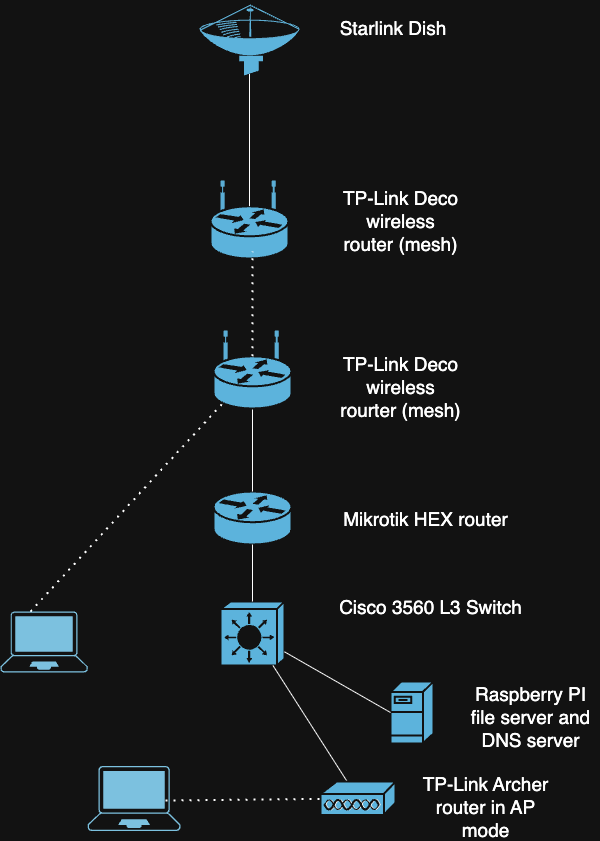 Starlink Dish
TP-Link Deco
wireless
router (mesh)
TP-Link Deco
wireless
rourter (mesh)
Mikrotik HEX router
Cisco 3560 L3 Switch
Raspberry PI
file server and
DNS server
TP-Link Archer
router in AP
mode